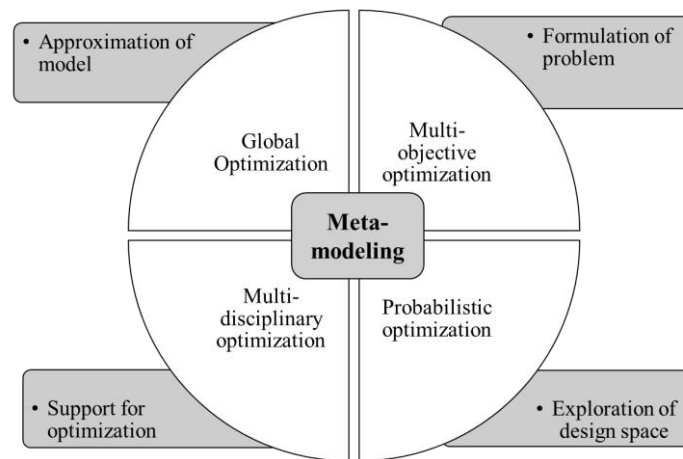 • Approximation of
model
• Formulation of
problem
Global
Optimization
Multi-
objective
optimization
Meta-
modeling
Multi-
disciplinary
optimization
Probabilistic
optimization
• Support for
optimization
• Exploration of
design space